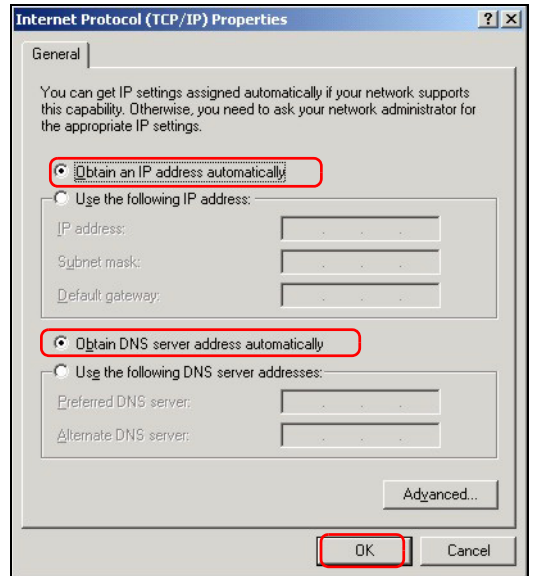 Internet Protocol (TCP/IP) Properties
General
You can get IP settings assigned automatically if your network supports
this capability. Otherwise, you need to ask your network administrator for
the appropriate IP settings.
Obtain an IP address automatically
Use the following IP address:
IP address:
Subnet mask:
Default gateway:
Obtain DNS server address automatically
Use the following DNS server addresses:
Preferred DNS server:
Alternate DNS server:
Advanced...
OK Cancel